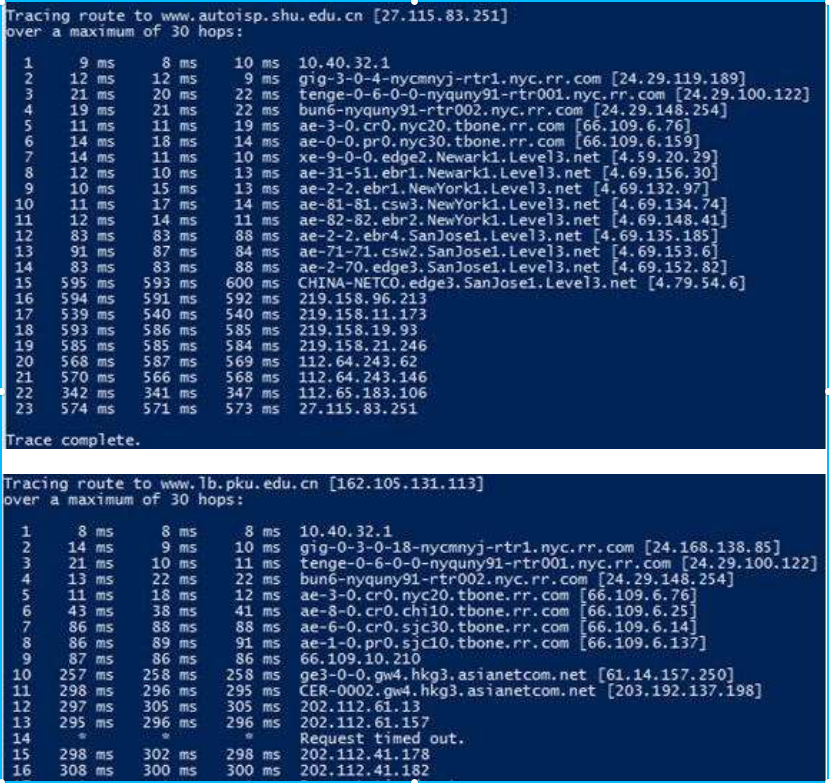 Tracing route to www.autoisp.shu.edu.cn [27.115.83.251]
over a maximum of 30 hops:
1 9 ms 8 ms 10 ms 10.40.32.1
2 12 ms 12 ms 9 ms gig-3-0-4-nycmnyj-rtr1.nyc.rr.com [24.29.119.189]
3 21 ms 20 ms 22 ms tenge-0-6-0-0-nyquny91-rtr001.nyc.rr.com [24.29.100.122]
4 19 ms 21 ms 22 ms bun6-nyquny91-rtr002.nyc.rr.com [24.29.148.254]
5 11 ms 11 ms 19 ms ae-3-0.cr0.nyc20.tbone.rr.com [66.109.6.76]
6 14 ms 18 ms 14 ms ae-0-0.pr0.nyc30.tbone.rr.com [66.109.6.159]
7 14 ms 11 ms 10 ms xe-9-0-0.edge2.Newark1.Level3.net [4.59.20.29]
8 12 ms 10 ms 13 ms ae-31-51.ebr1.Newark1.Level3.net [4.69.156.30]
9 10 ms 15 ms 13 ms ae-2-2.ebr1.NewYork1.Level3.net [4.69.132.97]
10 11 ms 17 ms 14 ms ae-81-81.csw3.NewYork1.Level3.net [4.69.134.74]
11 12 ms 14 ms 11 ms ae-82-82.ebr2.NewYork1.Level3.net [4.69.148.41]
12 83 ms 83 ms 88 ms ae-2-2.ebr4.SanJose1.Level3.net [4.69.135.185]
13 91 ms 87 ms 84 ms ae-71-71.csw2.SanJose1.Level3.net [4.69.153.6]
14 83 ms 83 ms 88 ms ae-2-70.edge3.SanJose1.Level3.net [4.69.152.82]
15 595 ms 593 ms 600 ms CHINA-NETCO.edge3.SanJose1.Level3.net [4.79.54.6]
16 594 ms 591 ms 592 ms 219.158.96.213
17 539 ms 540 ms 540 ms 219.158.11.173
18 593 ms 586 ms 585 ms 219.158.19.93
19 585 ms 585 ms 584 ms 219.158.21.246
20 568 ms 587 ms 569 ms 112.64.243.62
21 570 ms 566 ms 568 ms 112.64.243.146
22 342 ms 341 ms 347 ms 112.65.183.106
23 574 ms 571 ms 573 ms 27.115.83.251
Trace complete.
Tracing route to www.lb.pku.edu.cn [162.105.131.113]
over a maximum of 30 hops:
1 8 ms 8 ms 8 ms 10.40.32.1
2 14 ms 9 ms 10 ms gig-0-3-0-18-nycmnyj-rtr1.nyc.rr.com [24.168.138.85]
3 21 ms 10 ms 11 ms tenge-0-6-0-0-nyquny91-rtr001.nyc.rr.com [24.29.100.122]
4 13 ms 22 ms 22 ms bun6-nyquny91-rtr002.nyc.rr.com [24.29.148.254]
5 11 ms 18 ms 12 ms ae-3-0.cr0.nyc20.tbone.rr.com [66.109.6.76]
6 43 ms 38 ms 41 ms ae-8-0.cr0.chi10.tbone.rr.com [66.109.6.25]
7 86 ms 88 ms 88 ms ae-6-0.cr0.sjc30.tbone.rr.com [66.109.6.14]
8 86 ms 89 ms 91 ms ae-1-0.pr0.sjc10.tbone.rr.com [66.109.6.137]
9 87 ms 86 ms 86 ms 66.109.10.210
10 257 ms 258 ms 258 ms ge3-0-0.gw4.hkg3.asianetcom.net [61.14.157.250]
11 298 ms 296 ms 295 ms CER-0002.gw4.hkg3.asianetcom.net [203.192.137.198]
12 297 ms 305 ms 305 ms 202.112.61.13
13 295 ms 296 ms 296 ms 202.112.61.157
14 * * * Request timed out.
15 298 ms 302 ms 298 ms 202.112.41.178
16 308 ms 300 ms 300 ms 202.112.41.182